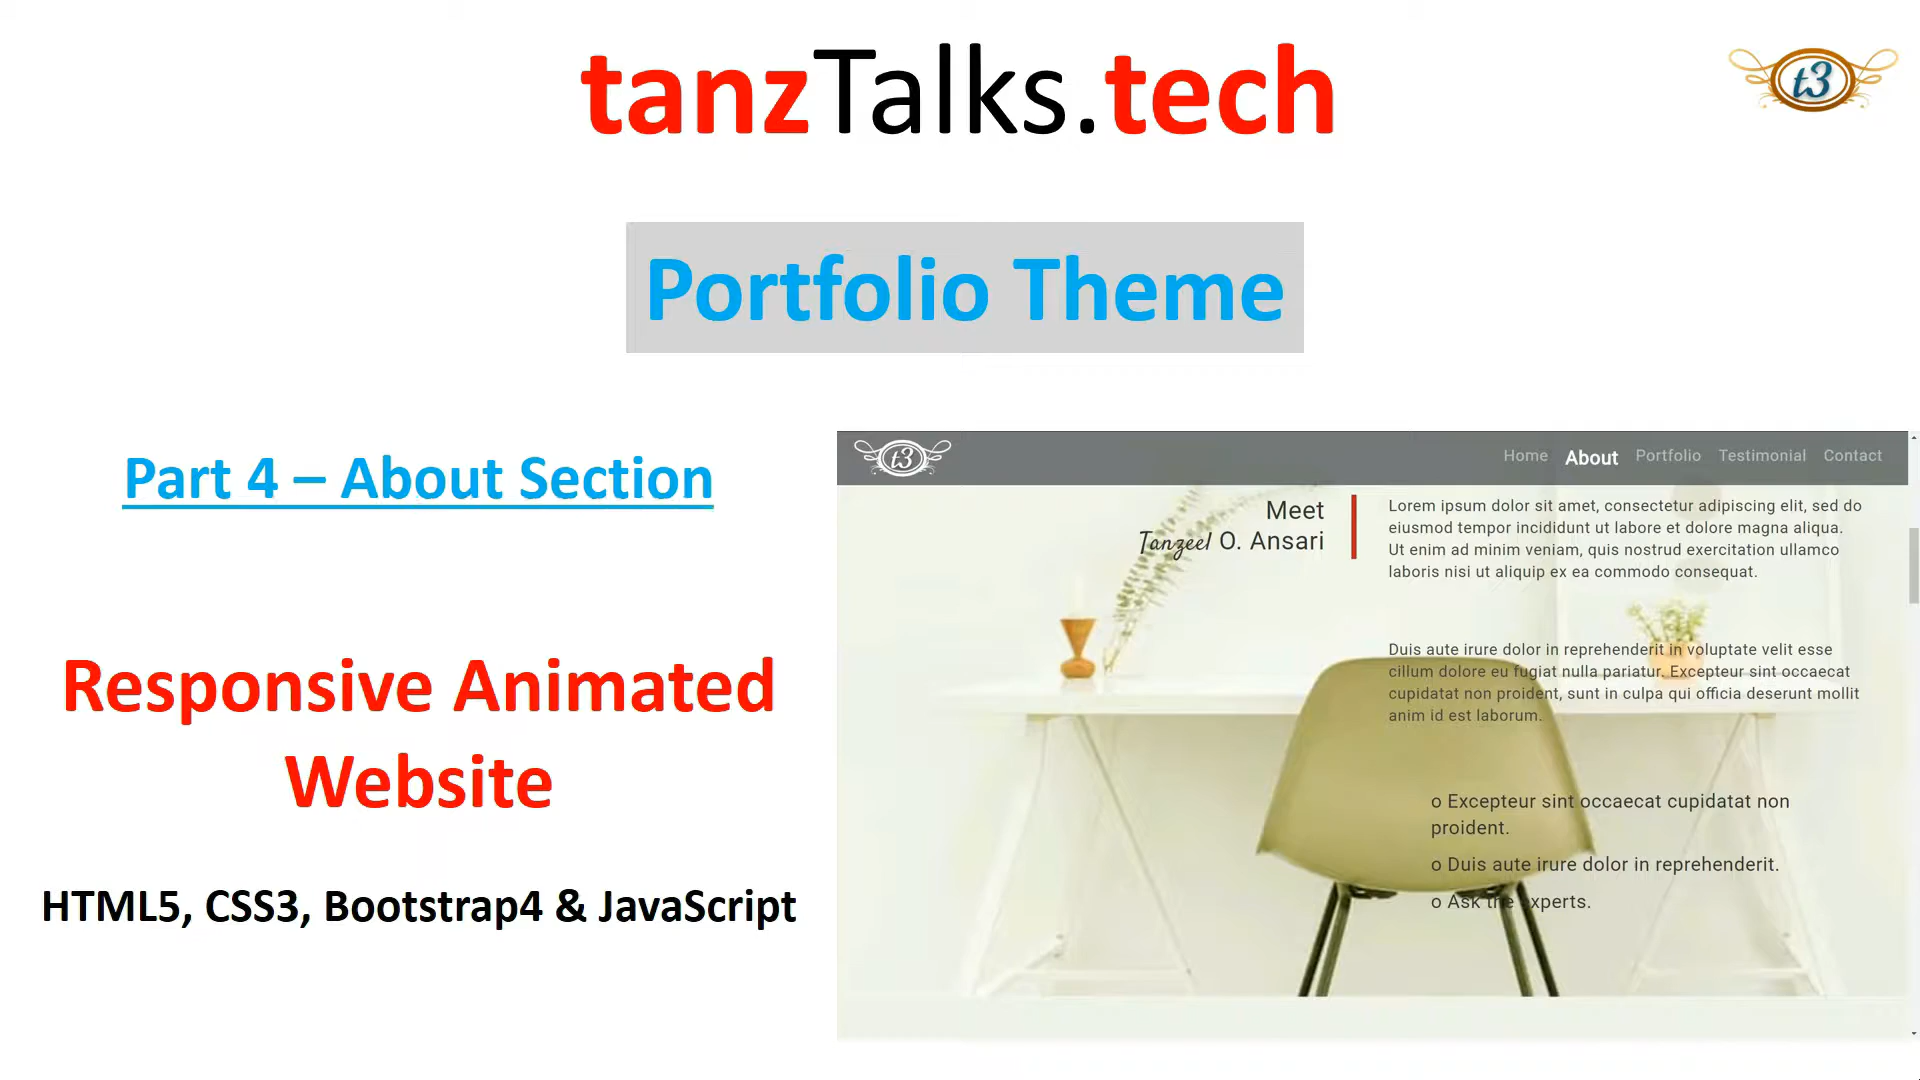 tanzTalks.tech
t3
Portfolio Theme
Part 4 – About Section
Responsive Animated
Website
HTML5, CSS3, Bootstrap4 & JavaScript
t3
Home About Portfolio Testimonial Contact
Meet
Tanzeel O. Ansari
Lorem ipsum dolor sit amet, consectetur adipiscing elit, sed do
eiusmod tempor incididunt ut labore et dolore magna aliqua.
Ut enim ad minim veniam, quis nostrud exercitation ullamco
laboris nisi ut aliquip ex ea commodo consequat.
Duis aute irure dolor in reprehenderit in voluptate velit esse
cillum dolore eu fugiat nulla pariatur. Excepteur sint occaecat
cupidatat non proident, sunt in culpa qui officia deserunt mollit
anim id est laborum.
o Excepteur sint occaecat cupidatat non
proident.
o Duis aute irure dolor in reprehenderit.
o Ask the experts.